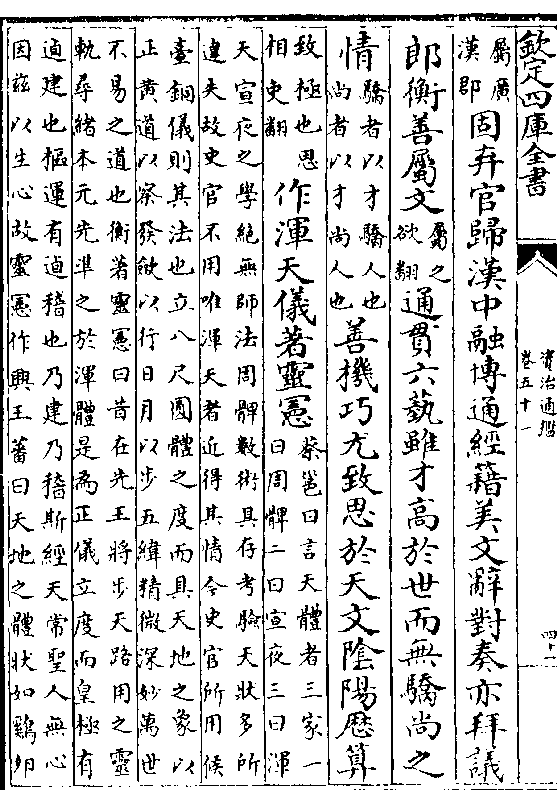 欽定四庫全書
資治通鑑
卷五十一
四十一
屬廣
漢郡
固弃官歸漢中融博通經籍美文辭對奏亦拜議
郎衡善屬文
屬之
欲翻
通貫六藝雖才高於世而無驕尚之
情
驕者以才驕人也
尚者以才尚人也
善機巧尤致思於天文陰陽厯算
致極也思
相吏翻
作渾天儀著靈憲
蔡邕曰言天體者三家一
曰周髀二曰宣夜三曰渾
天宣夜之學絶無師法周髀數術具存考驗天狀多所
違失故史官不用唯渾天者近得其情今史官所用候
臺銅儀則其法也立八尺圓體之度而具天地之象以
正黄道以察發斂以行日月以步五緯精微深妙萬世
不易之道也衡著靈憲曰昔在先王將步天路用之靈
軌尋緒本元先準之於渾體是為正儀立度而皇極有
逌建也樞運有逌稽也乃建乃稽斯經天常聖人無心
因兹以生心故靈憲作興王蕃曰天地之體狀如鷄卵